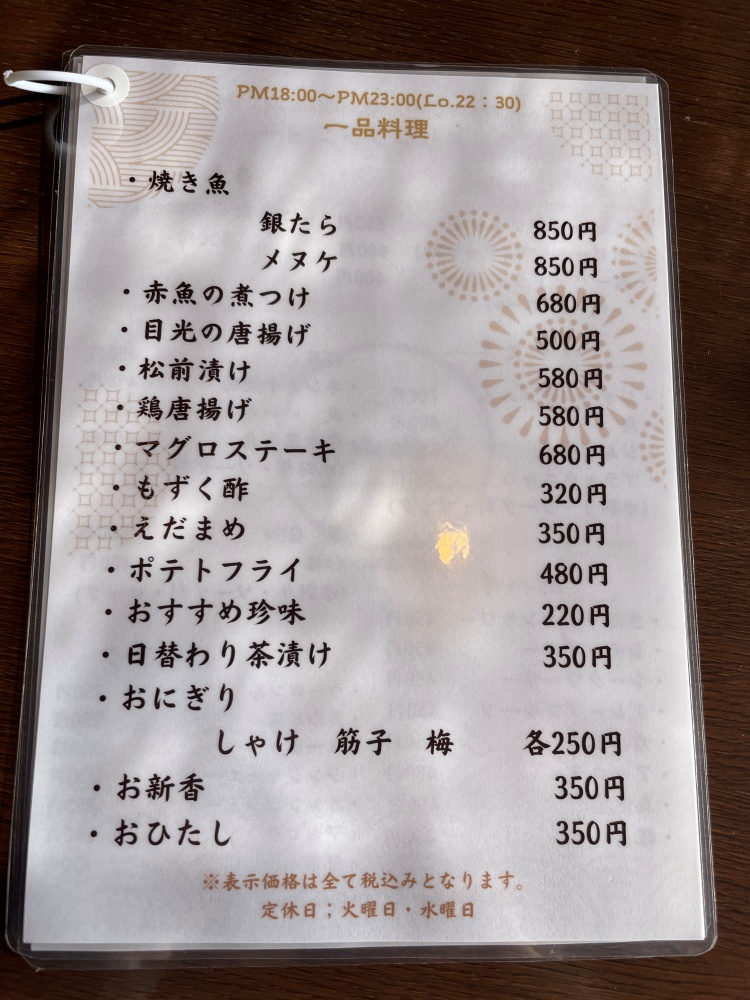 PM18:00～PM23:00(Lo.22：30)
一品料理
・焼き魚
銀たら 850円
メヌケ 850円
・赤魚の煮つけ 680円
・目光の唐揚げ 500円
・松前漬け 580円
・鶏唐揚げ 580円
・マグロステーキ 680円
・もずく酢 320円
・えだまめ 350円
・ポテトフライ 480円
・おすすめ珍味 220円
・日替わり茶漬け 350円
・おにぎり
しゃけ 筋子 梅 各250円
・お新香 350円
・おひたし 350円
※表示価格は全て税込みとなります。
定休日；火曜日・水曜日